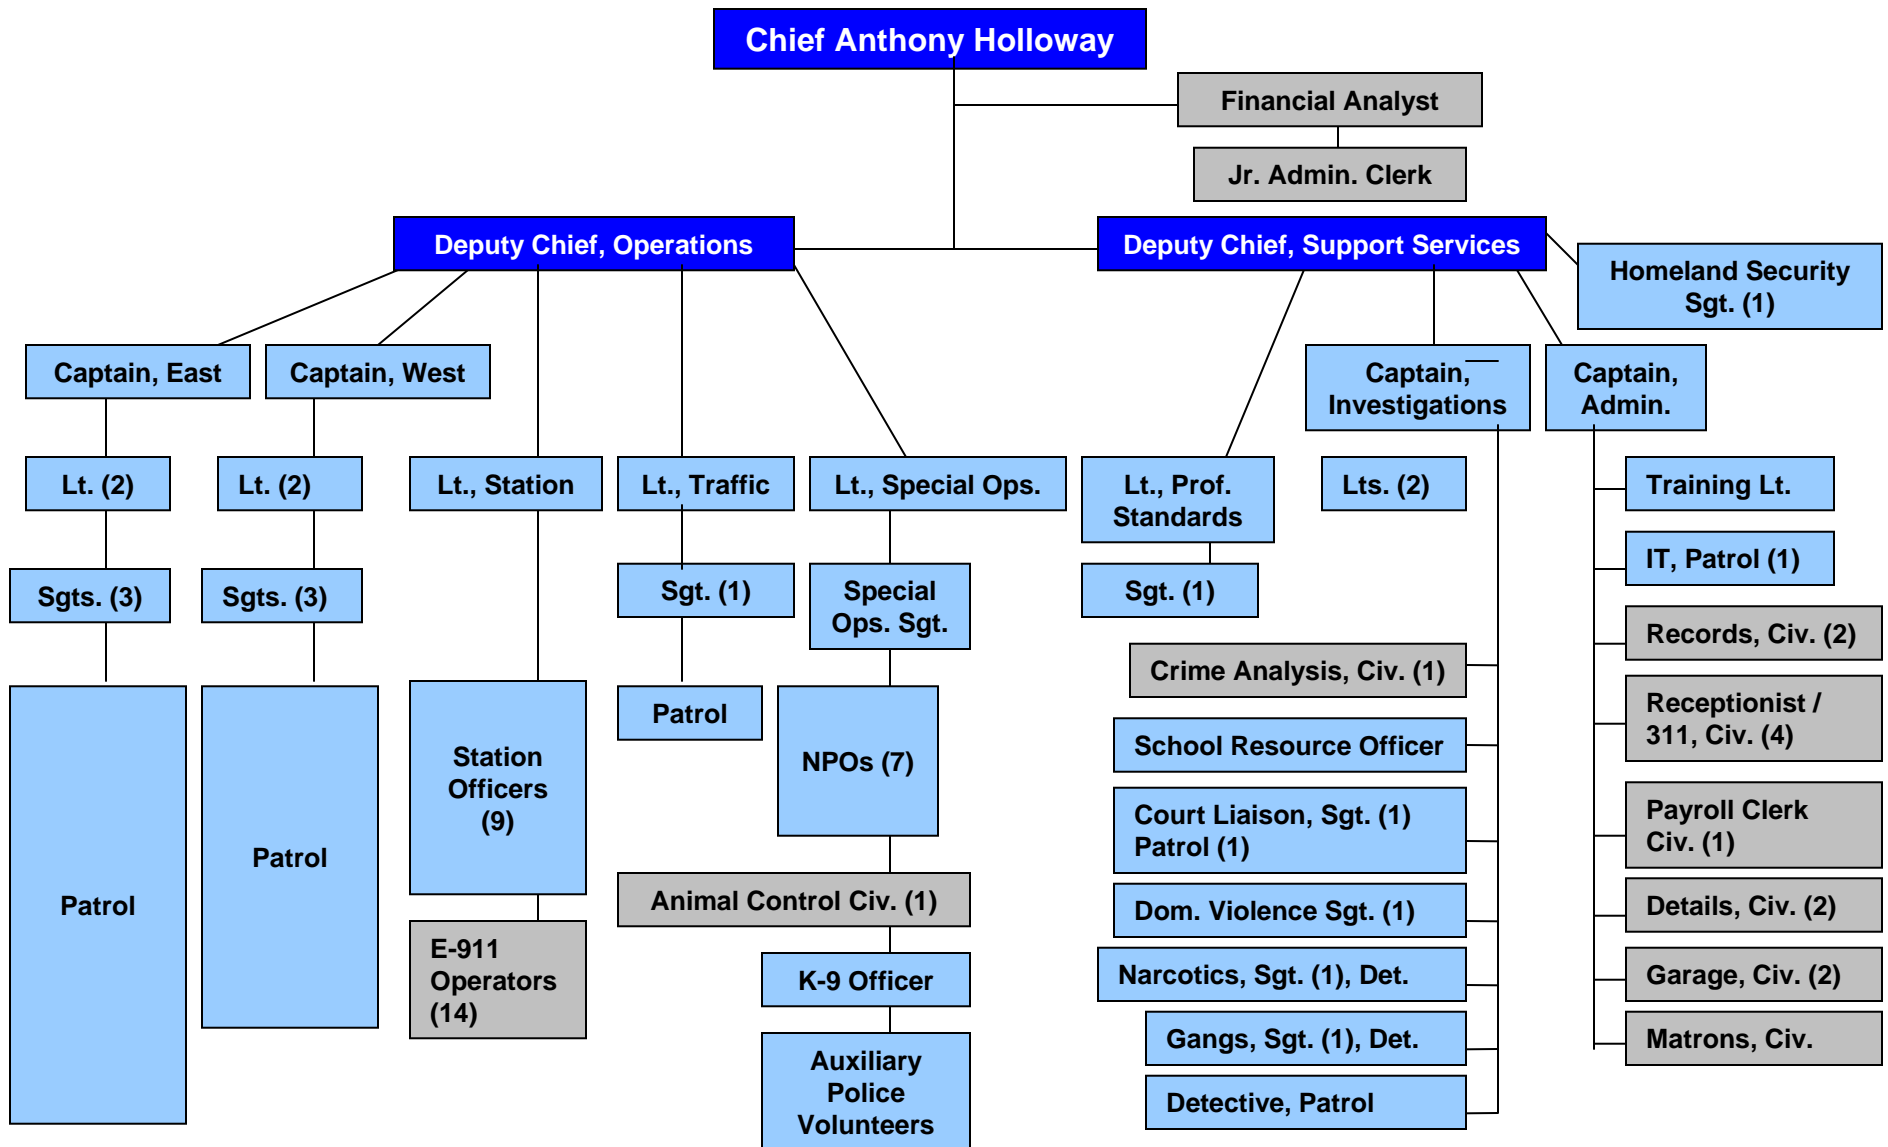 Chief Anthony Holloway
Financial Analyst
Jr. Admin. Clerk
Deputy Chief, Operations
Deputy Chief, Support Services
Homeland Security
Sgt. (1)
Captain, East
Captain, West
Captain,
Investigations
Captain,
Admin.
Lt. (2)
Lt. (2)
Lt., Station
Lt., Traffic
Lt., Special Ops.
Lt., Prof.
Standards
Lts. (2)
Training Lt.
Sgts. (3)
Sgts. (3)
Sgt. (1)
Special
Ops. Sgt.
Sgt. (1)
IT, Patrol (1)
Patrol
Patrol
Station
Officers
(9)
E-911
Operators
(14)
Patrol
NPOs (7)
Animal Control Civ. (1)
K-9 Officer
Auxiliary
Police
Volunteers
Crime Analysis, Civ. (1)
School Resource Officer
Court Liaison, Sgt. (1)
Patrol (1)
Dom. Violence Sgt. (1)
Narcotics, Sgt. (1), Det.
Gangs, Sgt. (1), Det.
Detective, Patrol
Records, Civ. (2)
Receptionist /
311, Civ. (4)
Payroll Clerk
Civ. (1)
Details, Civ. (2)
Garage, Civ. (2)
Matrons, Civ.